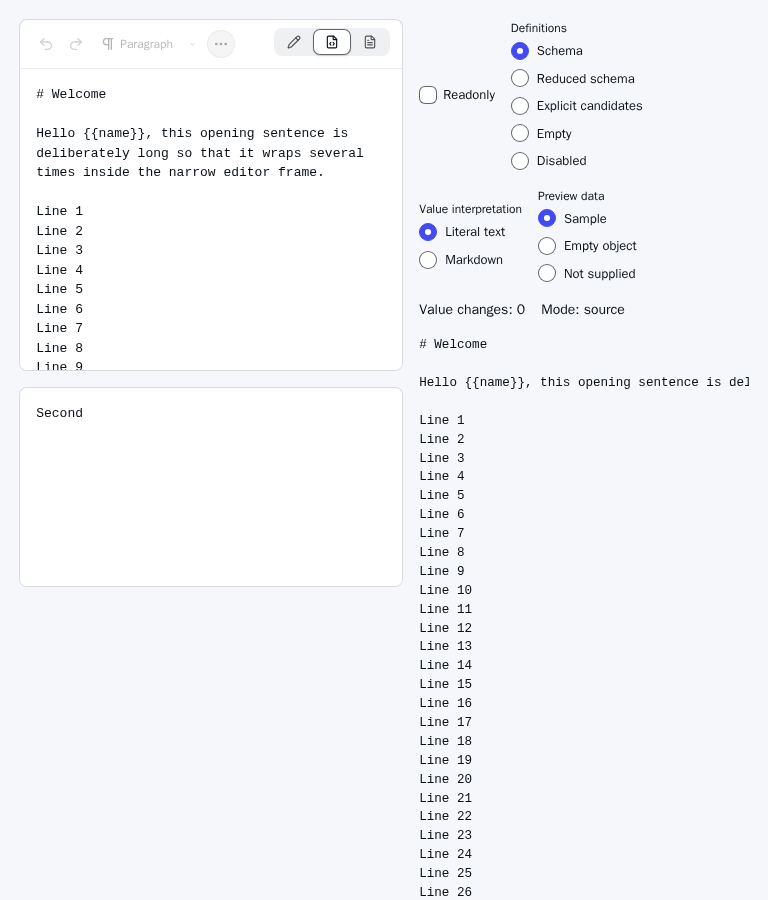 Paragraph
# Welcome
Hello {{name}}, this opening sentence is
deliberately long so that it wraps several
times inside the narrow editor frame.
Line 1
Line 2
Line 3
Line 4
Line 5
Line 6
Line 7
Line 8
Line 9
Second
Readonly
Definitions
Schema
Reduced schema
Explicit candidates
Empty
Disabled
Value interpretation
Literal text
Markdown
Preview data
Sample
Empty object
Not supplied
Value changes: 0 Mode: source
# Welcome
Hello {{name}}, this opening sentence is del
Line 1
Line 2
Line 3
Line 4
Line 5
Line 6
Line 7
Line 8
Line 9
Line 10
Line 11
Line 12
Line 13
Line 14
Line 15
Line 16
Line 17
Line 18
Line 19
Line 20
Line 21
Line 22
Line 23
Line 24
Line 25
Line 26